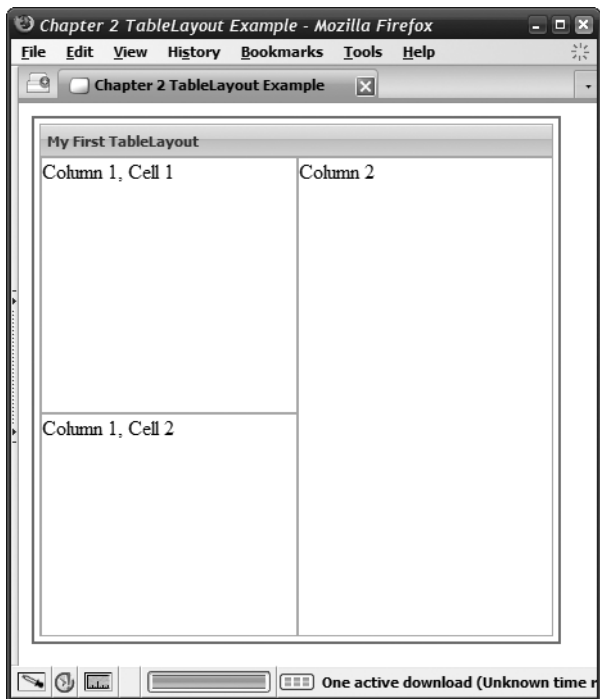 Chapter 2 TableLayout Example - Mozilla Firefox
File Edit View History Bookmarks Tools Help
Chapter 2 TableLayout Example
My First TableLayout
Column 1, Cell 1
Column 2
Column 1, Cell 2
One active download (Unknown time r